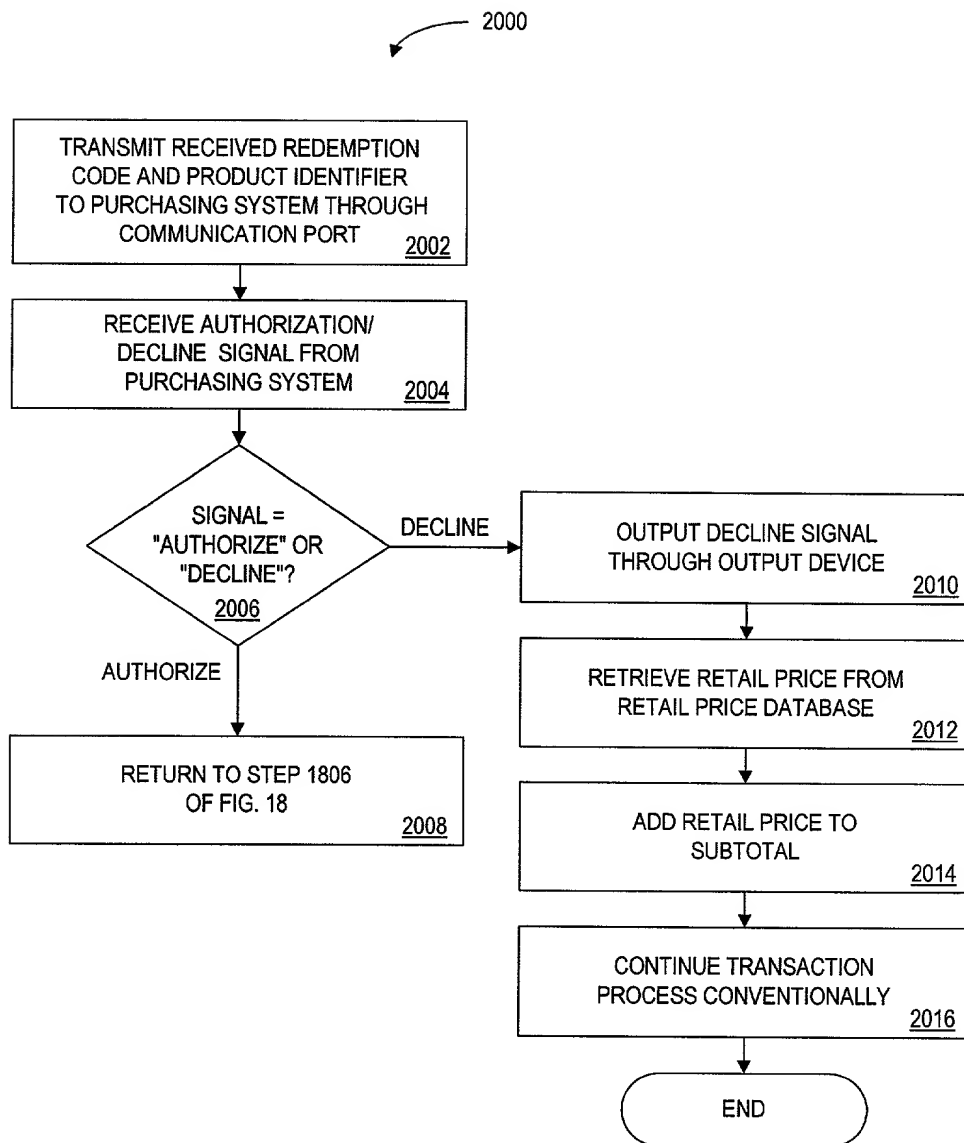 2000
TRANSMIT RECEIVED REDEMPTION
CODE AND PRODUCT IDENTIFIER
TO PURCHASING SYSTEM THROUGH
COMMUNICATION PORT
2002
RECEIVE AUTHORIZATION/
DECLINE SIGNAL FROM
PURCHASING SYSTEM
2004
SIGNAL =
"AUTHORIZE" OR
"DECLINE"?
2006
DECLINE
AUTHORIZE
RETURN TO STEP 1806
OF FIG. 18
2008
OUTPUT DECLINE SIGNAL
THROUGH OUTPUT DEVICE
2010
RETRIEVE RETAIL PRICE FROM
RETAIL PRICE DATABASE
2012
ADD RETAIL PRICE TO
SUBTOTAL
2014
CONTINUE TRANSACTION
PROCESS CONVENTIONALLY
2016
END